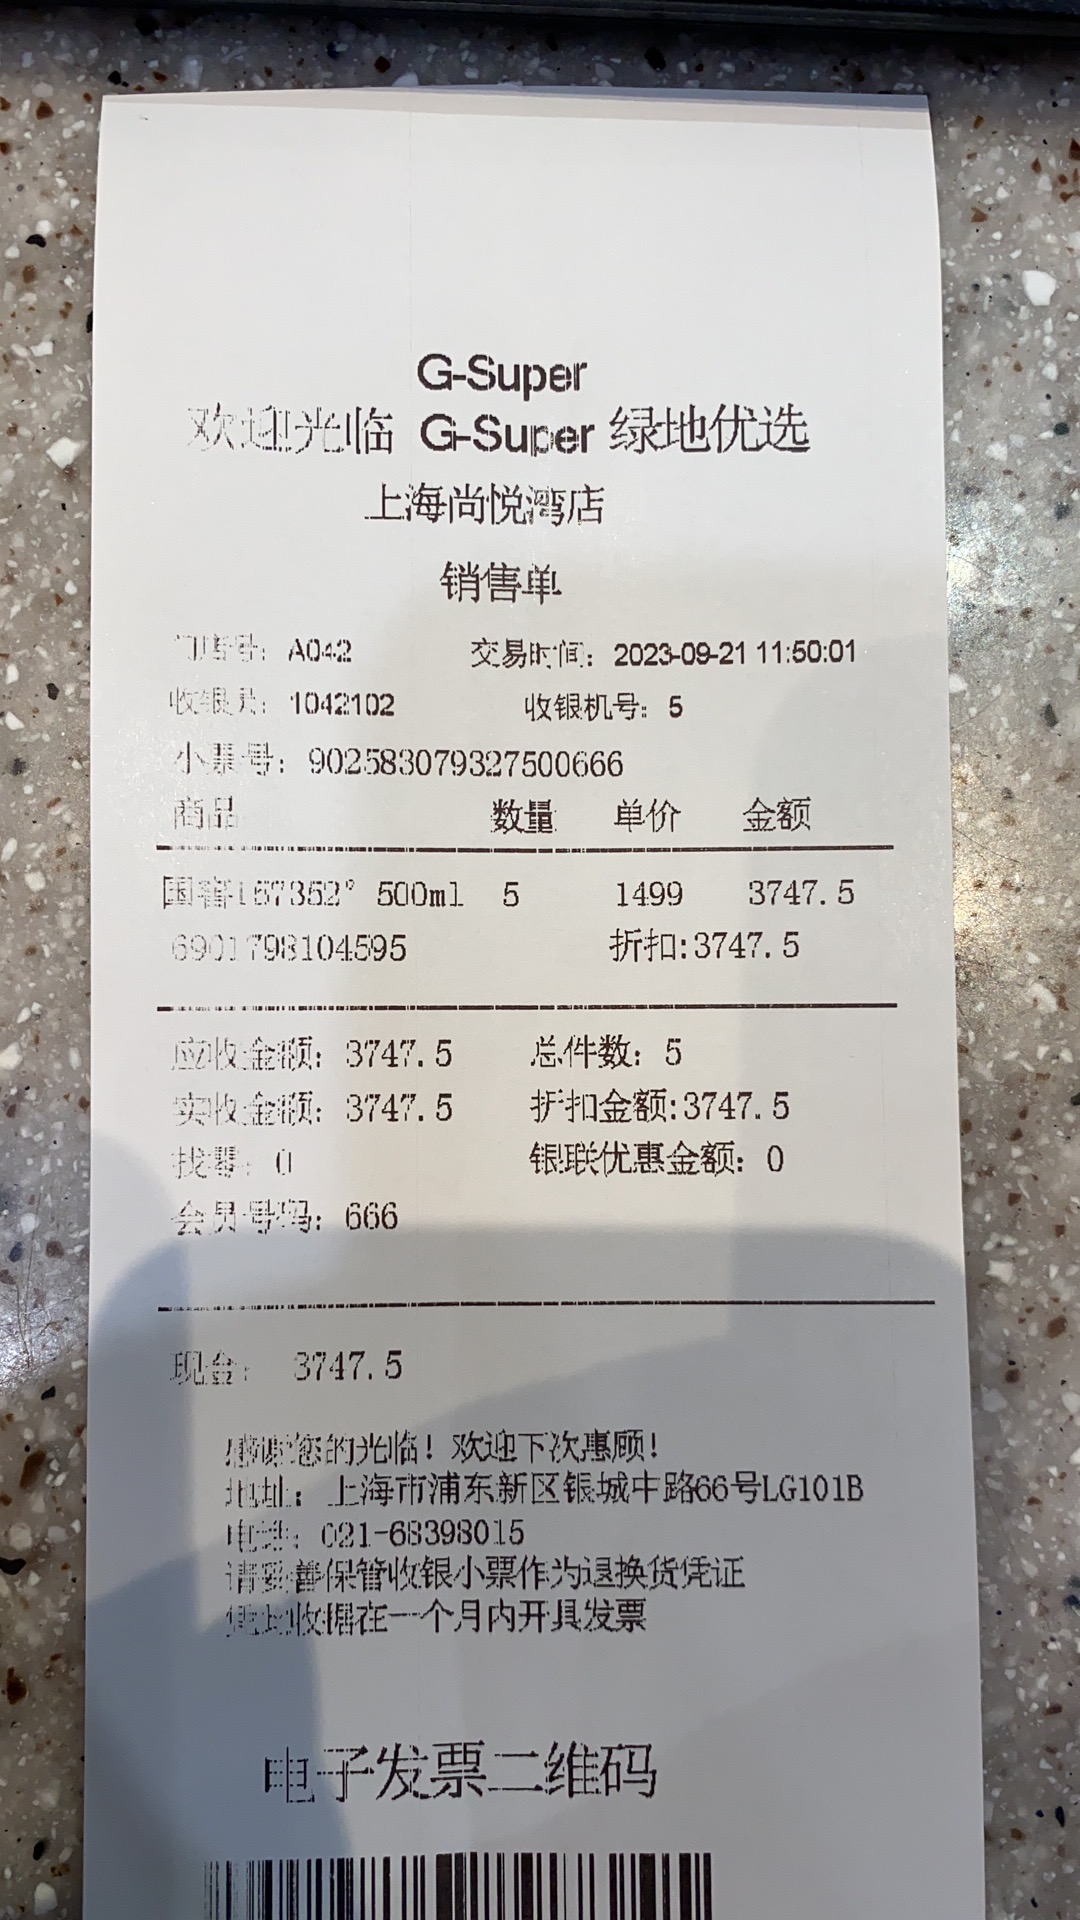 G-Super
欢迎光临 G-Super 绿地优选
上海尚悦湾店
销售单
门店号: A042 交易时间: 2023-09-21 11:50:01
收银员: 1042102 收银机号: 5
小票号: 902583079327500666
商品 数量 单价 金额
国窖157352° 500ml 5 1499 3747.5
6901798104595 折扣:3747.5
应收金额: 3747.5 总件数: 5
实收金额: 3747.5 折扣金额:3747.5
找零: 0 银联优惠金额: 0
会员号码: 666
现金: 3747.5
感谢您的光临! 欢迎下次惠顾!
地址: 上海市浦东新区银城中路66号LG101B
电话: 021-68398015
请妥善保管收银小票作为退换货凭证
凭此收据在一个月内开具发票
电子发票二维码